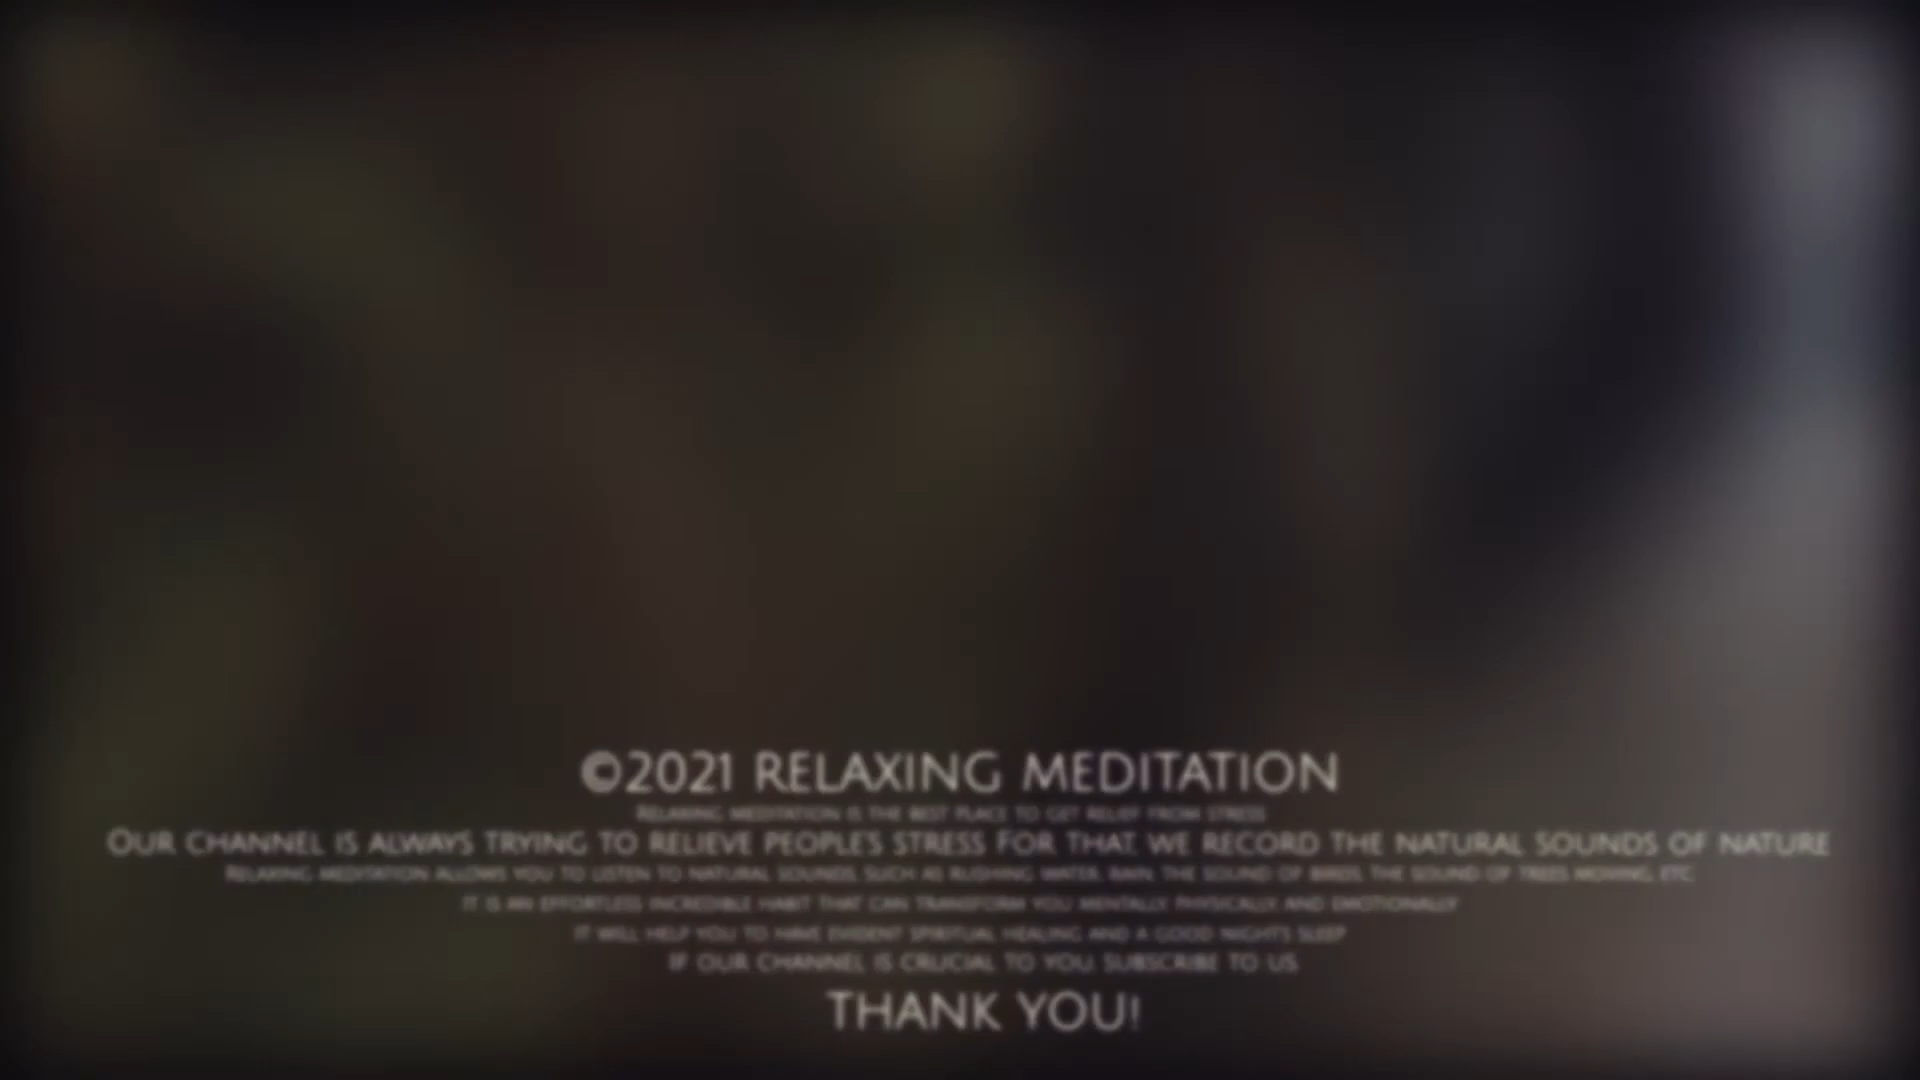 ©2021 RELAXING MEDITATION
RELAXING MEDITATION IS THE BEST PLACE TO GET RELIEF FROM STRESS
OUR CHANNEL IS ALWAYS TRYING TO RELIEVE PEOPLE'S STRESS FOR THAT, WE RECORD THE NATURAL SOUNDS OF NATURE
RELAXING MEDITATION ALLOWS YOU TO LISTEN TO NATURAL SOUNDS, SUCH AS RUSHING WATER, RAIN, THE SOUND OF BIRDS, THE SOUND OF TREES MOVING, ETC
IT IS AN EFFORTLESS INCREDIBLE HABIT THAT CAN TRANSFORM YOU MENTALLY, PHYSICALLY, AND EMOTIONALLY
IT WILL HELP YOU TO HAVE EVIDENT SPIRITUAL HEALING AND A GOOD NIGHT'S SLEEP
IF OUR CHANNEL IS CRUCIAL TO YOU, SUBSCRIBE TO US
THANK YOU!